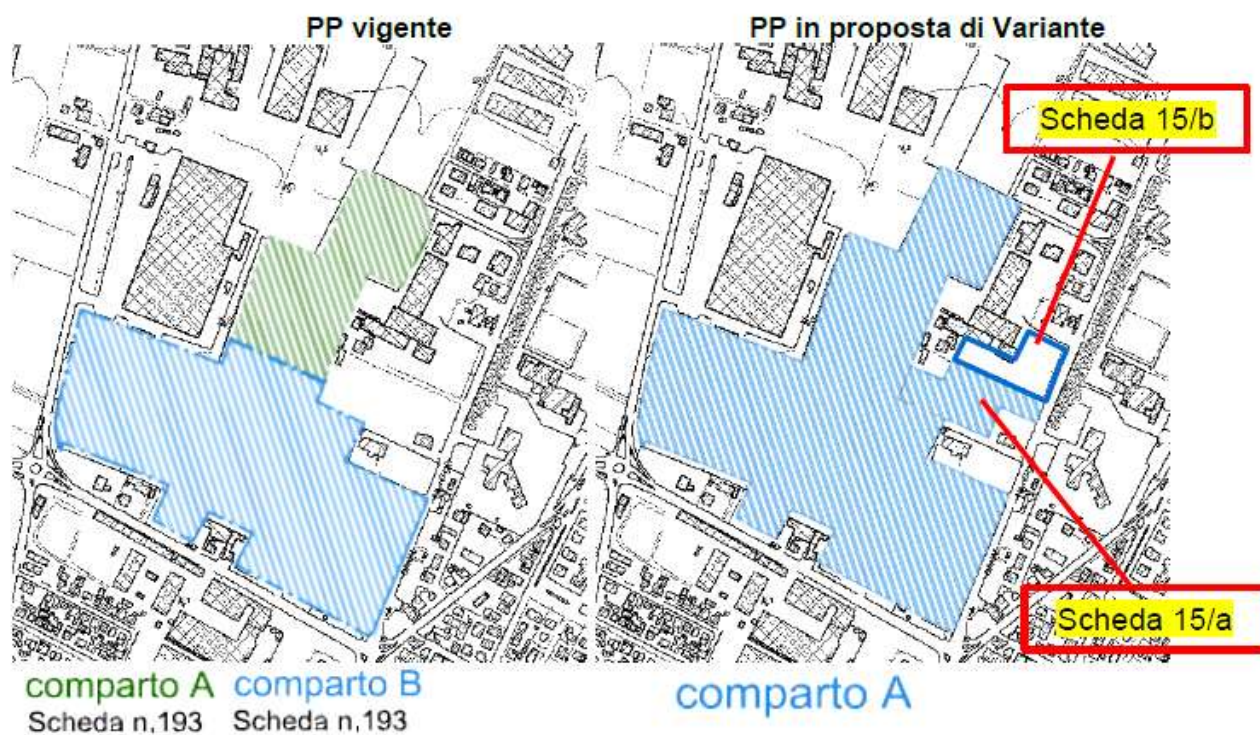 PP vigente
PP in proposta di Variante
Scheda 15/b
Scheda 15/a
comparto A comparto B
Scheda n,193 Scheda n,193
comparto A